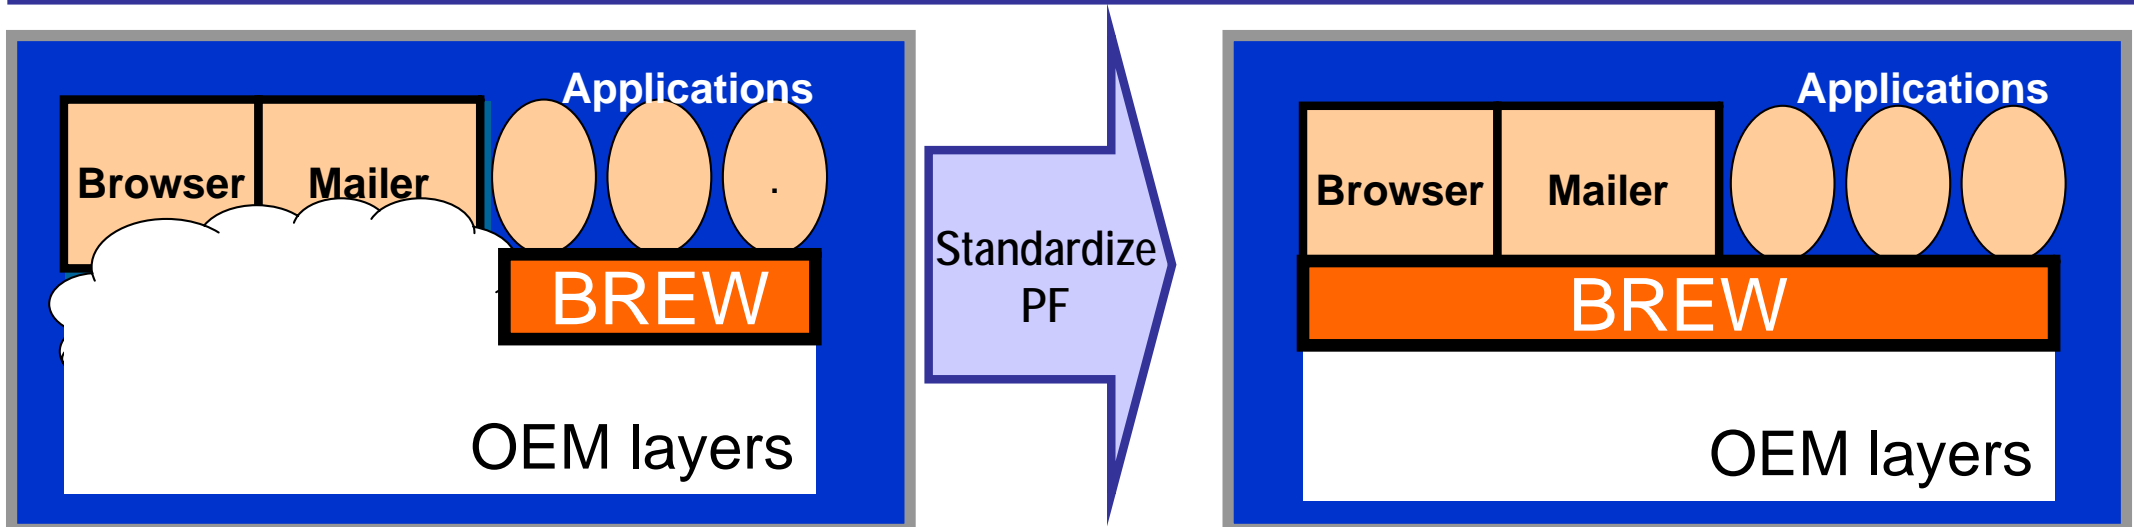 Applications
Browser
Mailer
.
BREW
OEM layers
Standardize
PF
Applications
Browser
Mailer
BREW
OEM layers